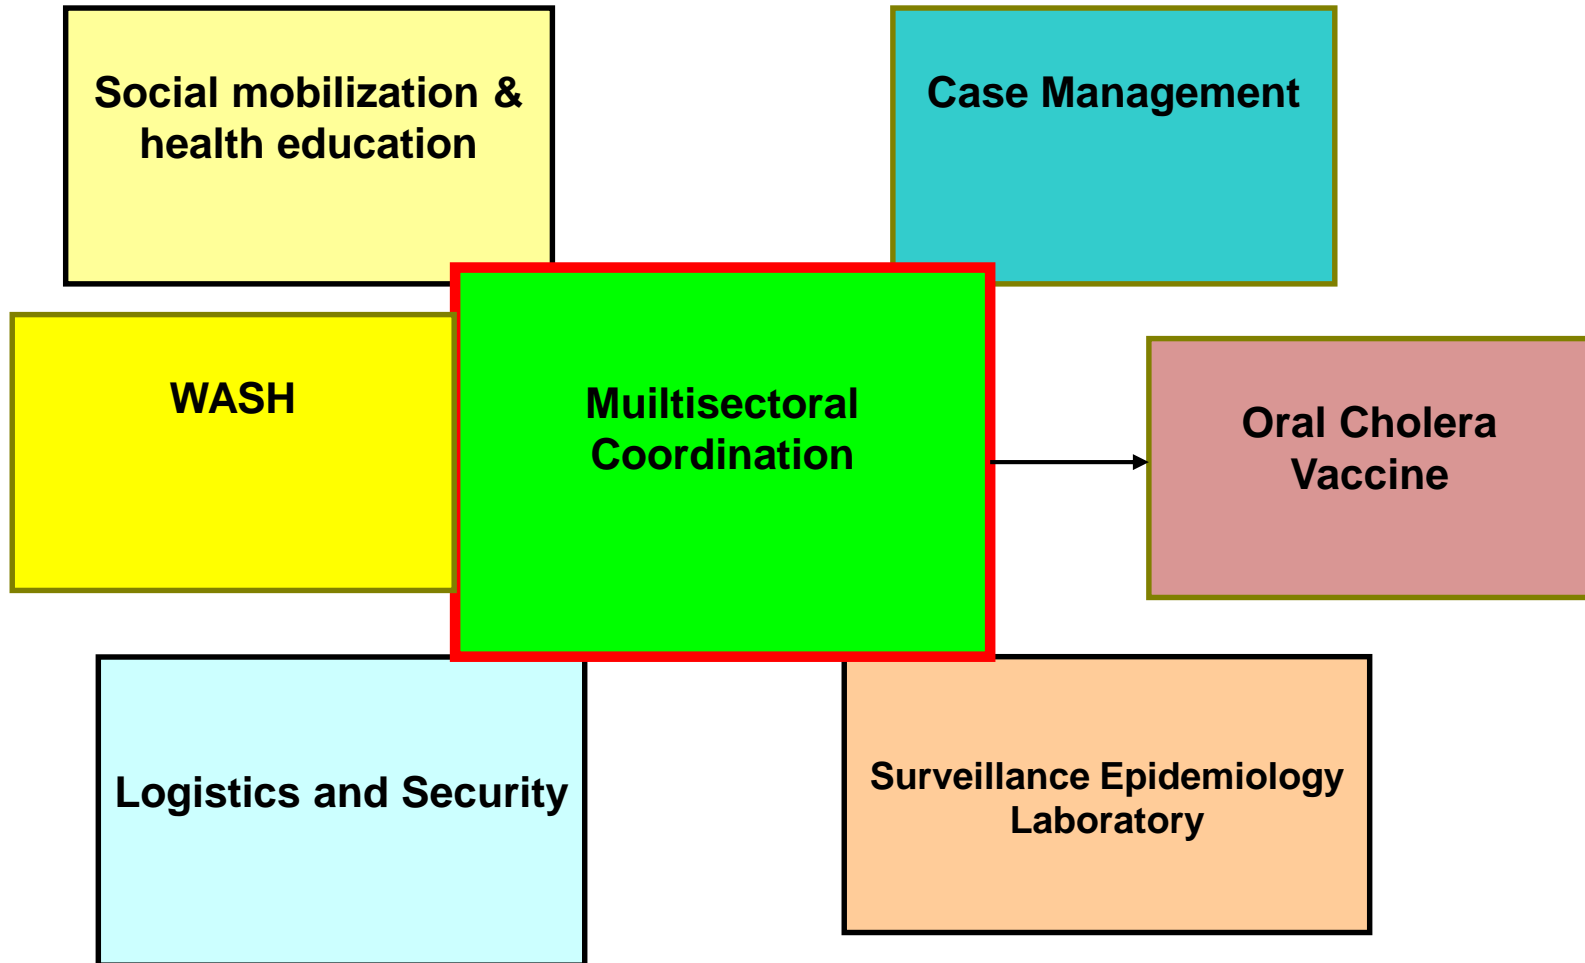 Social mobilization &
health education
Case Management
WASH
Muiltisectoral
Coordination
Oral Cholera
Vaccine
Logistics and Security
Surveillance Epidemiology
Laboratory